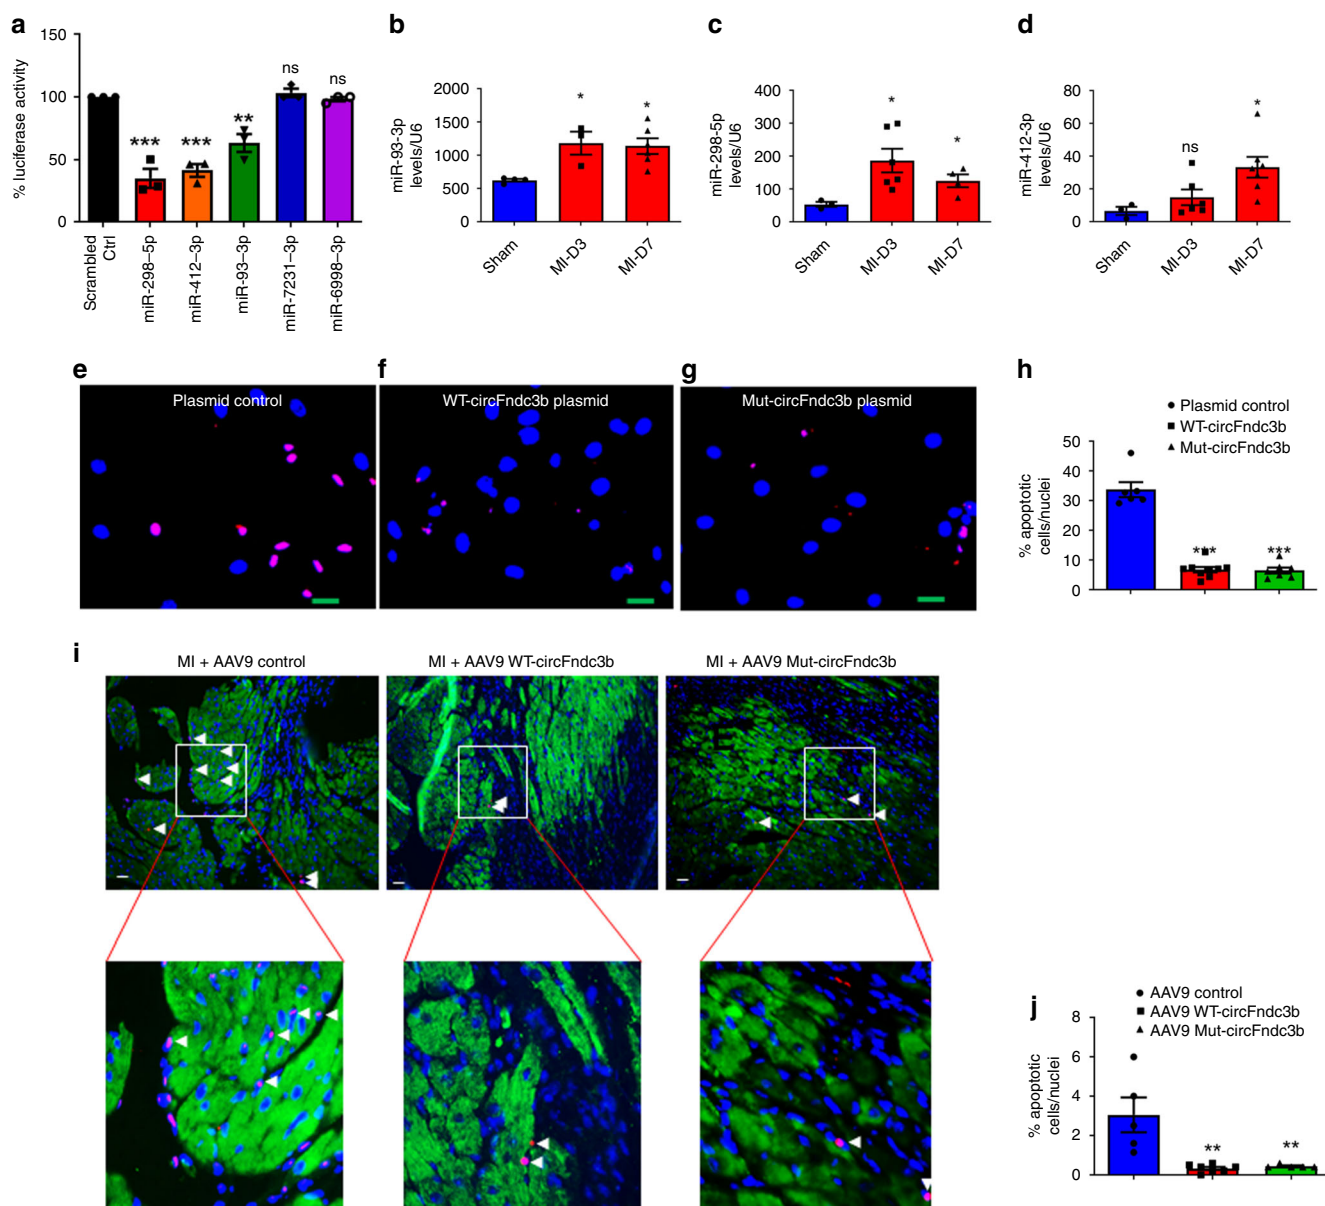 a
% luciferase activity
150
100
50
0
***
***
**
ns
ns
Scrambled
Ctrl
miR-298–5p
miR-412–3p
miR-93–3p
miR-7231–3p
miR-6998–3p
b
miR-93-3p
levels/U6
2000
1500
1000
500
0
*
*
Sham
MI-D3
MI-D7
c
miR-298-5p
levels/U6
400
300
200
100
0
*
*
Sham
MI-D3
MI-D7
d
miR-412-3p
levels/U6
80
60
40
20
0
ns
*
Sham
MI-D3
MI-D7
e
Plasmid control
f
WT-circFndc3b plasmid
g
Mut-circFndc3b plasmid
h
Plasmid control
WT-circFndc3b
Mut-circFndc3b
% apoptotic
cells/nuclei
50
40
30
20
10
0
***
***
i
MI + AAV9 control
MI + AAV9 WT-circFndc3b
MI + AAV9 Mut-circFndc3b
E
j
AAV9 control
AAV9 WT-circFndc3b
AAV9 Mut-circFndc3b
% apoptotic
cells/nuclei
8
6
4
2
0
**
**